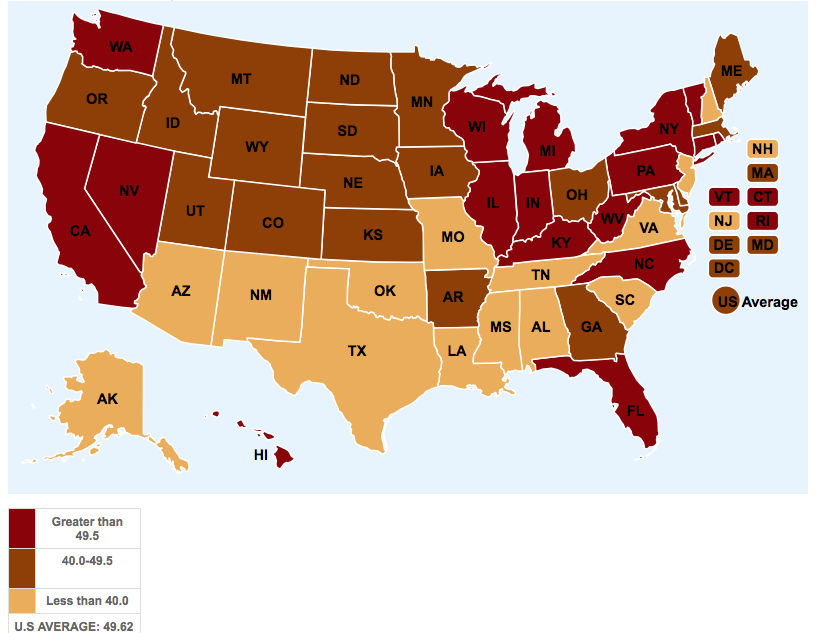 WA
ME
MT
ND
OR
MN
ID
SD
WI
NY
MI
NH
WY
IA
PA
MA
NE
NV
IL
IN
OH
VT CT
UT
CO
WV
NJ RI
CA
KS
MO
KY
VA
DE MD
NC
DC
TN
AZ
NM
OK
AR
SC
US Average
MS
AL
GA
TX
LA
AK
FL
HI
Greater than
49.5
40.0-49.5
Less than 40.0
U.S AVERAGE: 49.62